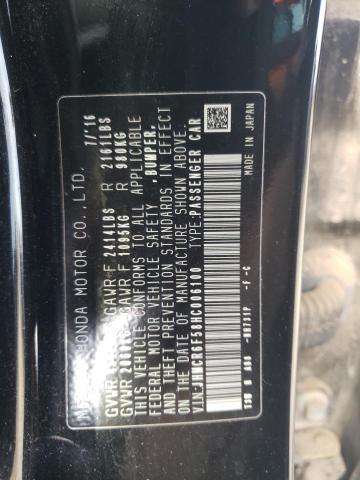 HONDA MOTOR CO.,LTD. 7/'16
GVWR GAWR F 2414LBS R 2161LBS
GVWR GAWR F 1095KG R 980KG
THIS VEHICLE CONFORMS TO ALL APPLICABLE
FEDERAL MOTOR VEHICLE SAFETY ,BUMPER,
AND THEFT PREVENTION STANDARDS IN EFFECT
ON THE DATE OF MANUFACTURE SHOWN ABOVE.
TYPE:PASSENGER CAR
MADE IN JAPAN
-F-C